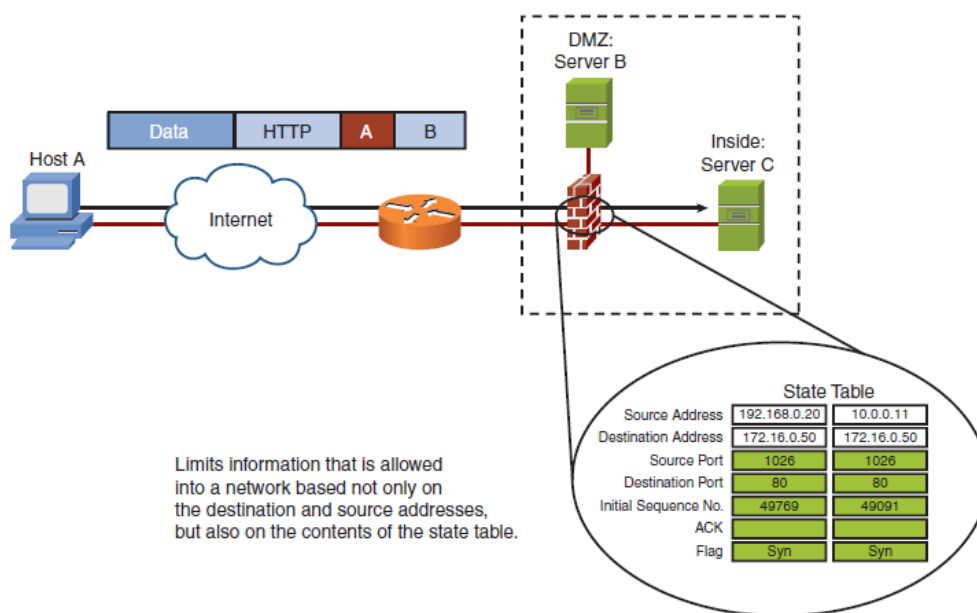 DMZ:
Server B
Data HTTP A B
Host A
Inside:
Server C
Internet
State Table
Source Address 192.168.0.20 10.0.0.11
Destination Address 172.16.0.50 172.16.0.50
Source Port 1026 1026
Destination Port 80 80
Initial Sequence No. 49769 49091
ACK
Flag Syn Syn
Limits information that is allowed
into a network based not only on
the destination and source addresses,
but also on the contents of the state table.